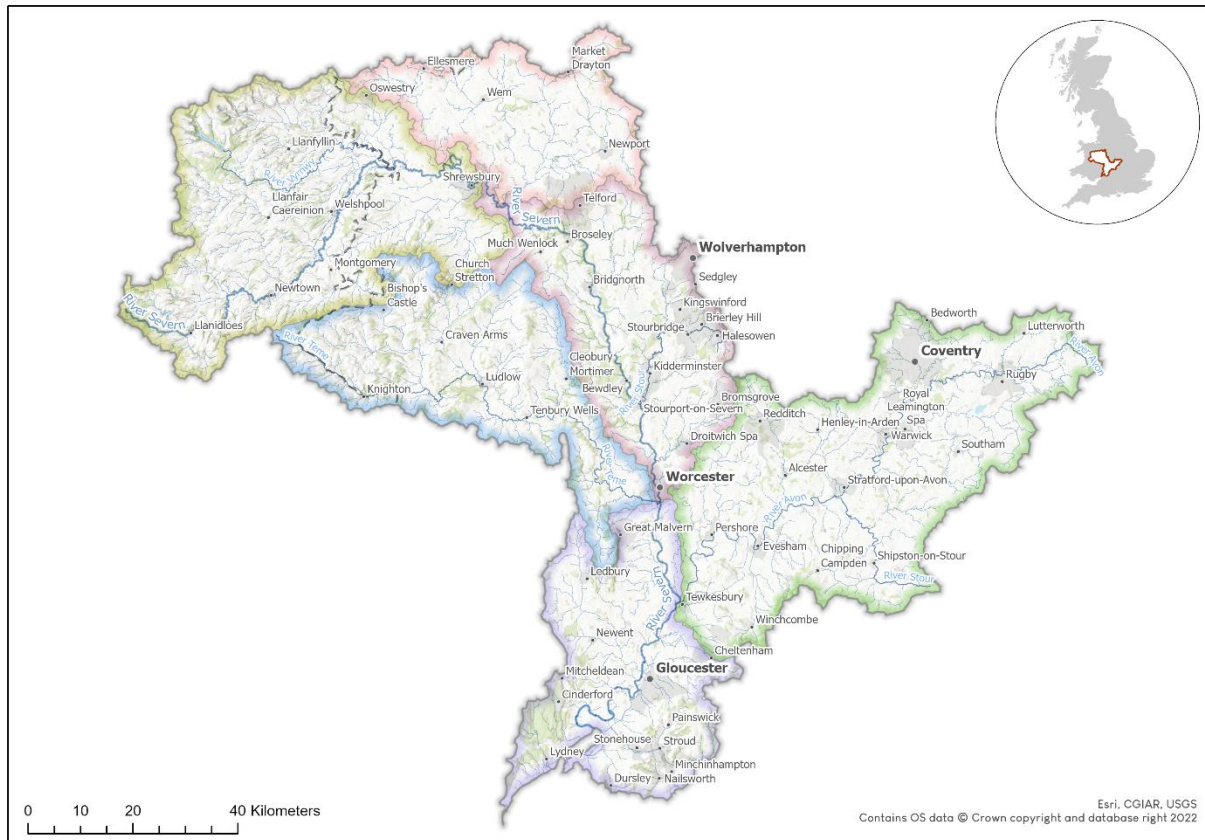 Market
Drayton
Ellesmere
Oswestry
Wem
Newport
Llanfyllin
River Vyrnwy
Shrewsbury
River Severn
Telford
Llanfair
Caereinion
Welshpool
Broseley
Much Wenlock
Wolverhampton
Sedgley
Montgomery
Church
Stretton
Bridgnorth
Bishop's
Castle
Newtown
River Severn
Llanidloes
Kingswinford
Brierley Hill
Stourbridge
Halesowen
Bedworth
Lutterworth
River Avon
Coventry
Rugby
River Teme
Craven Arms
Cleobury
Mortimer
Kidderminster
Ludlow
Bewdley
Knighton
River Stour
Stourport-on-Severn
Bromsgrove
Redditch
Royal
Leamington
Spa
Henley-in-Arden
Warwick
Tenbury Wells
Droitwich Spa
Southam
River Teme
Worcester
Alcester
Stratford-upon-Avon
River Avon
Great Malvern
Pershore
Evesham
Chipping
Campden
Shipston-on-Stour
River Stour
Ledbury
River Severn
Tewkesbury
Winchcombe
Newent
Cheltenham
Mitcheldean
Gloucester
Cinderford
Painswick
Stonehouse
Stroud
Lydney
Minchinhampton
Nailsworth
Dursley
0 10 20 40 Kilometers
Esri, CGIAR, USGS
Contains OS data © Crown copyright and database right 2022